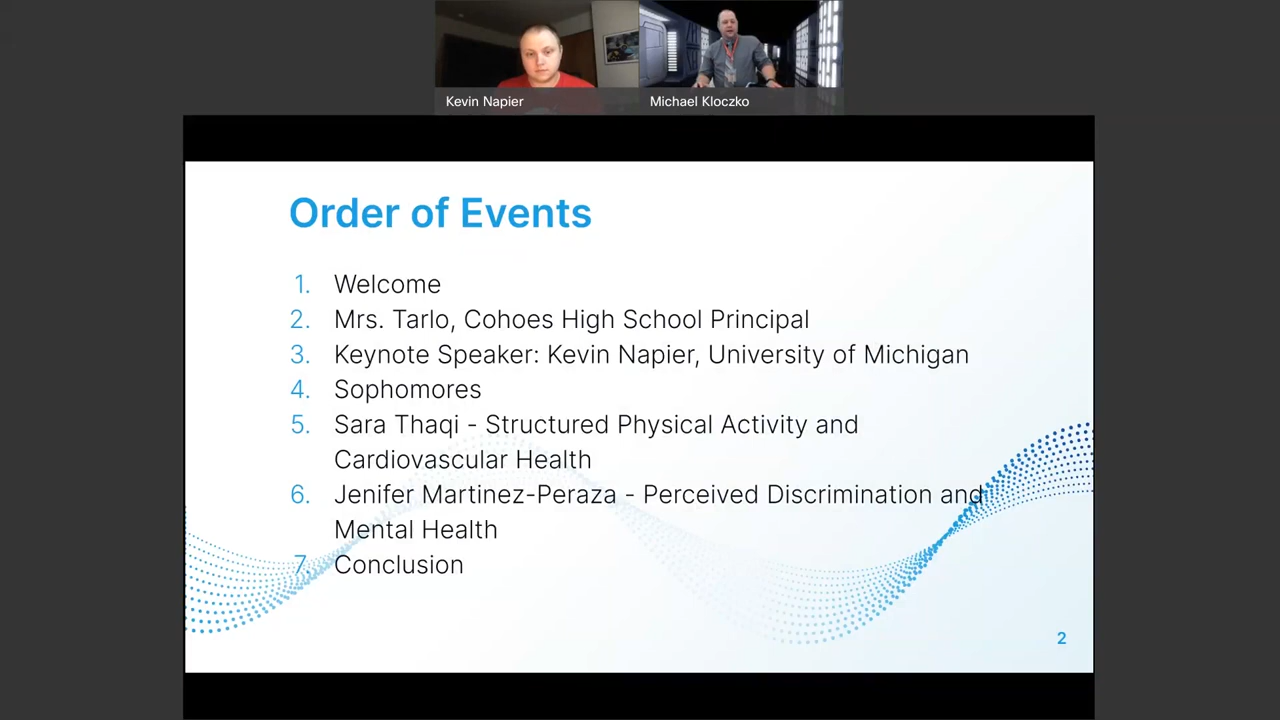 Kevin Napier
Michael Kloczko
Order of Events
1. Welcome
2. Mrs. Tarlo, Cohoes High School Principal
3. Keynote Speaker: Kevin Napier, University of Michigan
4. Sophomores
5. Sara Thaqi - Structured Physical Activity and
Cardiovascular Health
6. Jenifer Martinez-Peraza - Perceived Discrimination and
Mental Health
7. Conclusion
2